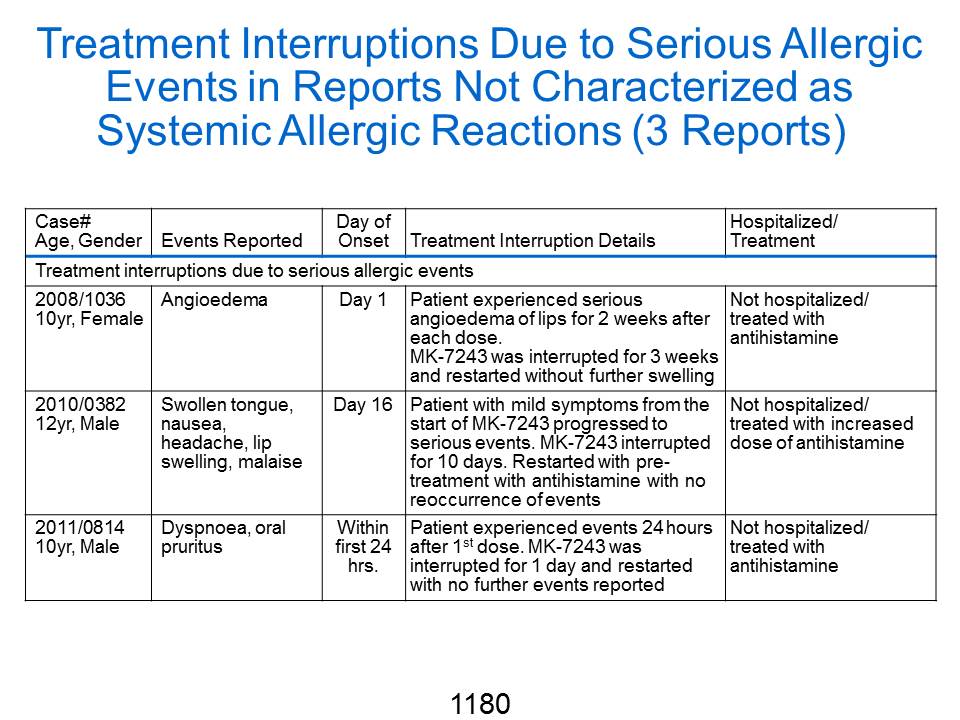 Treatment Interruptions Due to Serious Allergic
Events in Reports Not Characterized as
Systemic Allergic Reactions (3 Reports)
Case#
Age, Gender
Events Reported
Day of
Onset
Treatment Interruption Details
Hospitalized/
Treatment
Treatment interruptions due to serious allergic events
2008/1036
10yr, Female
Angioedema
Day 1
Patient experienced serious
angioedema of lips for 2 weeks after
each dose.
MK-7243 was interrupted for 3 weeks
and restarted without further swelling
Not hospitalized/
treated with
antihistamine
2010/0382
12yr, Male
Swollen tongue,
nausea,
headache, lip
swelling, malaise
Day 16
Patient with mild symptoms from the
start of MK-7243 progressed to
serious events. MK-7243 interrupted
for 10 days. Restarted with pre-
treatment with antihistamine with no
reoccurrence of events
Not hospitalized/
treated with increased
dose of antihistamine
2011/0814
10yr, Male
Dyspnoea, oral
pruritus
Within
first 24
hrs.
Patient experienced events 24 hours
after 1st dose. MK-7243 was
interrupted for 1 day and restarted
with no further events reported
Not hospitalized/
treated with
antihistamine
1180